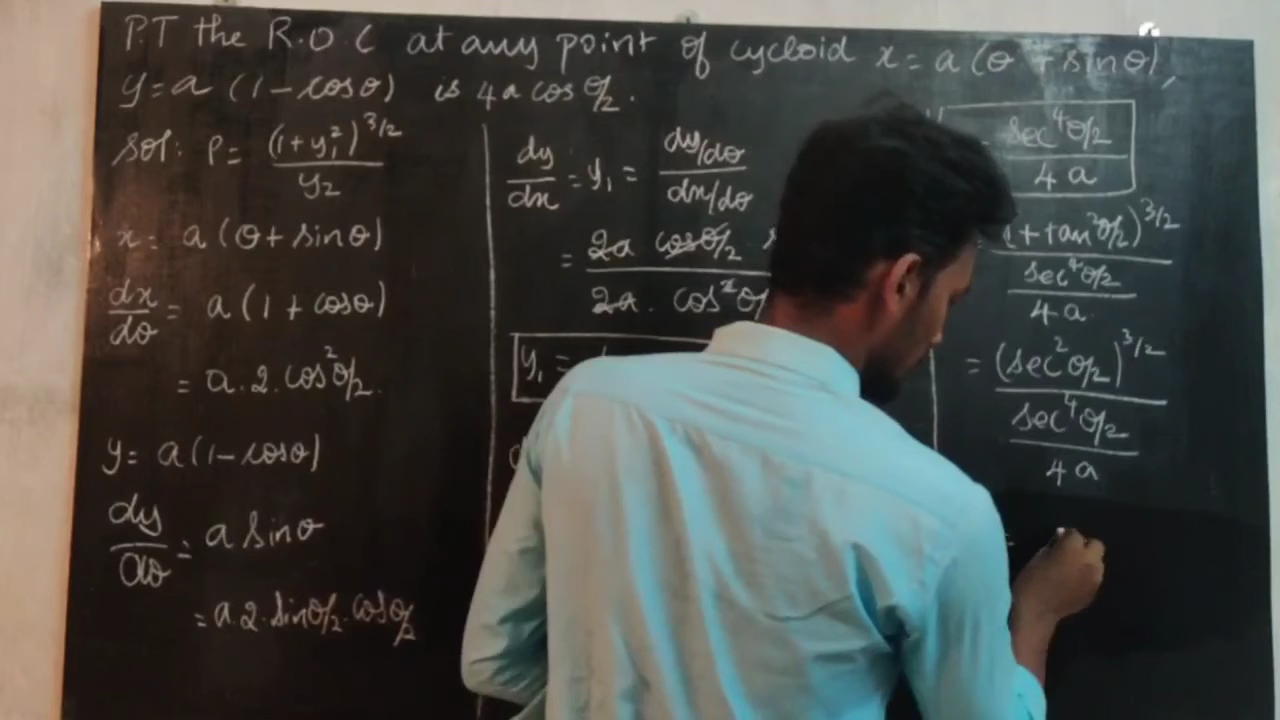 P.T the R.O.C at any point of cycloid x = a(θ + sinθ),
y = a (1 - cosθ) is 4a cos θ/2.
sol: ρ = (1+y₁²)^3/2 / y₂
x = a(θ + sinθ)
dx/dθ = a(1 + cosθ)
= a.2.cos²θ/2.
y = a(1 - cosθ)
dy/dθ = a sinθ
= a.2.sinθ/2.cosθ/2
dy/dx = y₁ = dy/dθ / dx/dθ
= 2a cosθ/2 . / 2a . cos²θ/2
y₁ =
sec⁴θ/2 / 4a
= (1 + tan²θ/2)^3/2 / sec⁴θ/2 / 4a.
= (sec²θ/2)^3/2 / sec⁴θ/2 / 4a
=